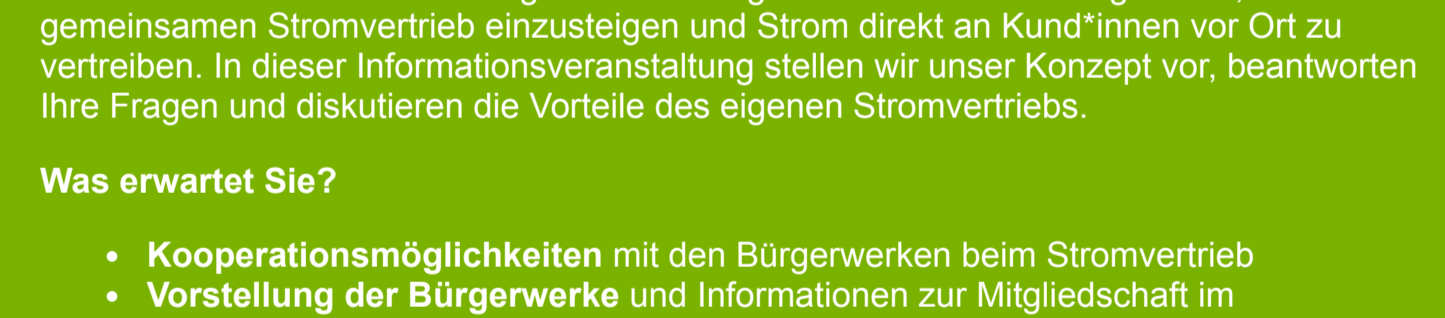 gemeinsamen Stromvertrieb einzusteigen und Strom direkt an Kund*innen vor Ort zu
vertreiben. In dieser Informationsveranstaltung stellen wir unser Konzept vor, beantworten
Ihre Fragen und diskutieren die Vorteile des eigenen Stromvertriebs.
Was erwartet Sie?
• Kooperationsmöglichkeiten mit den Bürgerwerken beim Stromvertrieb
• Vorstellung der Bürgerwerke und Informationen zur Mitgliedschaft im